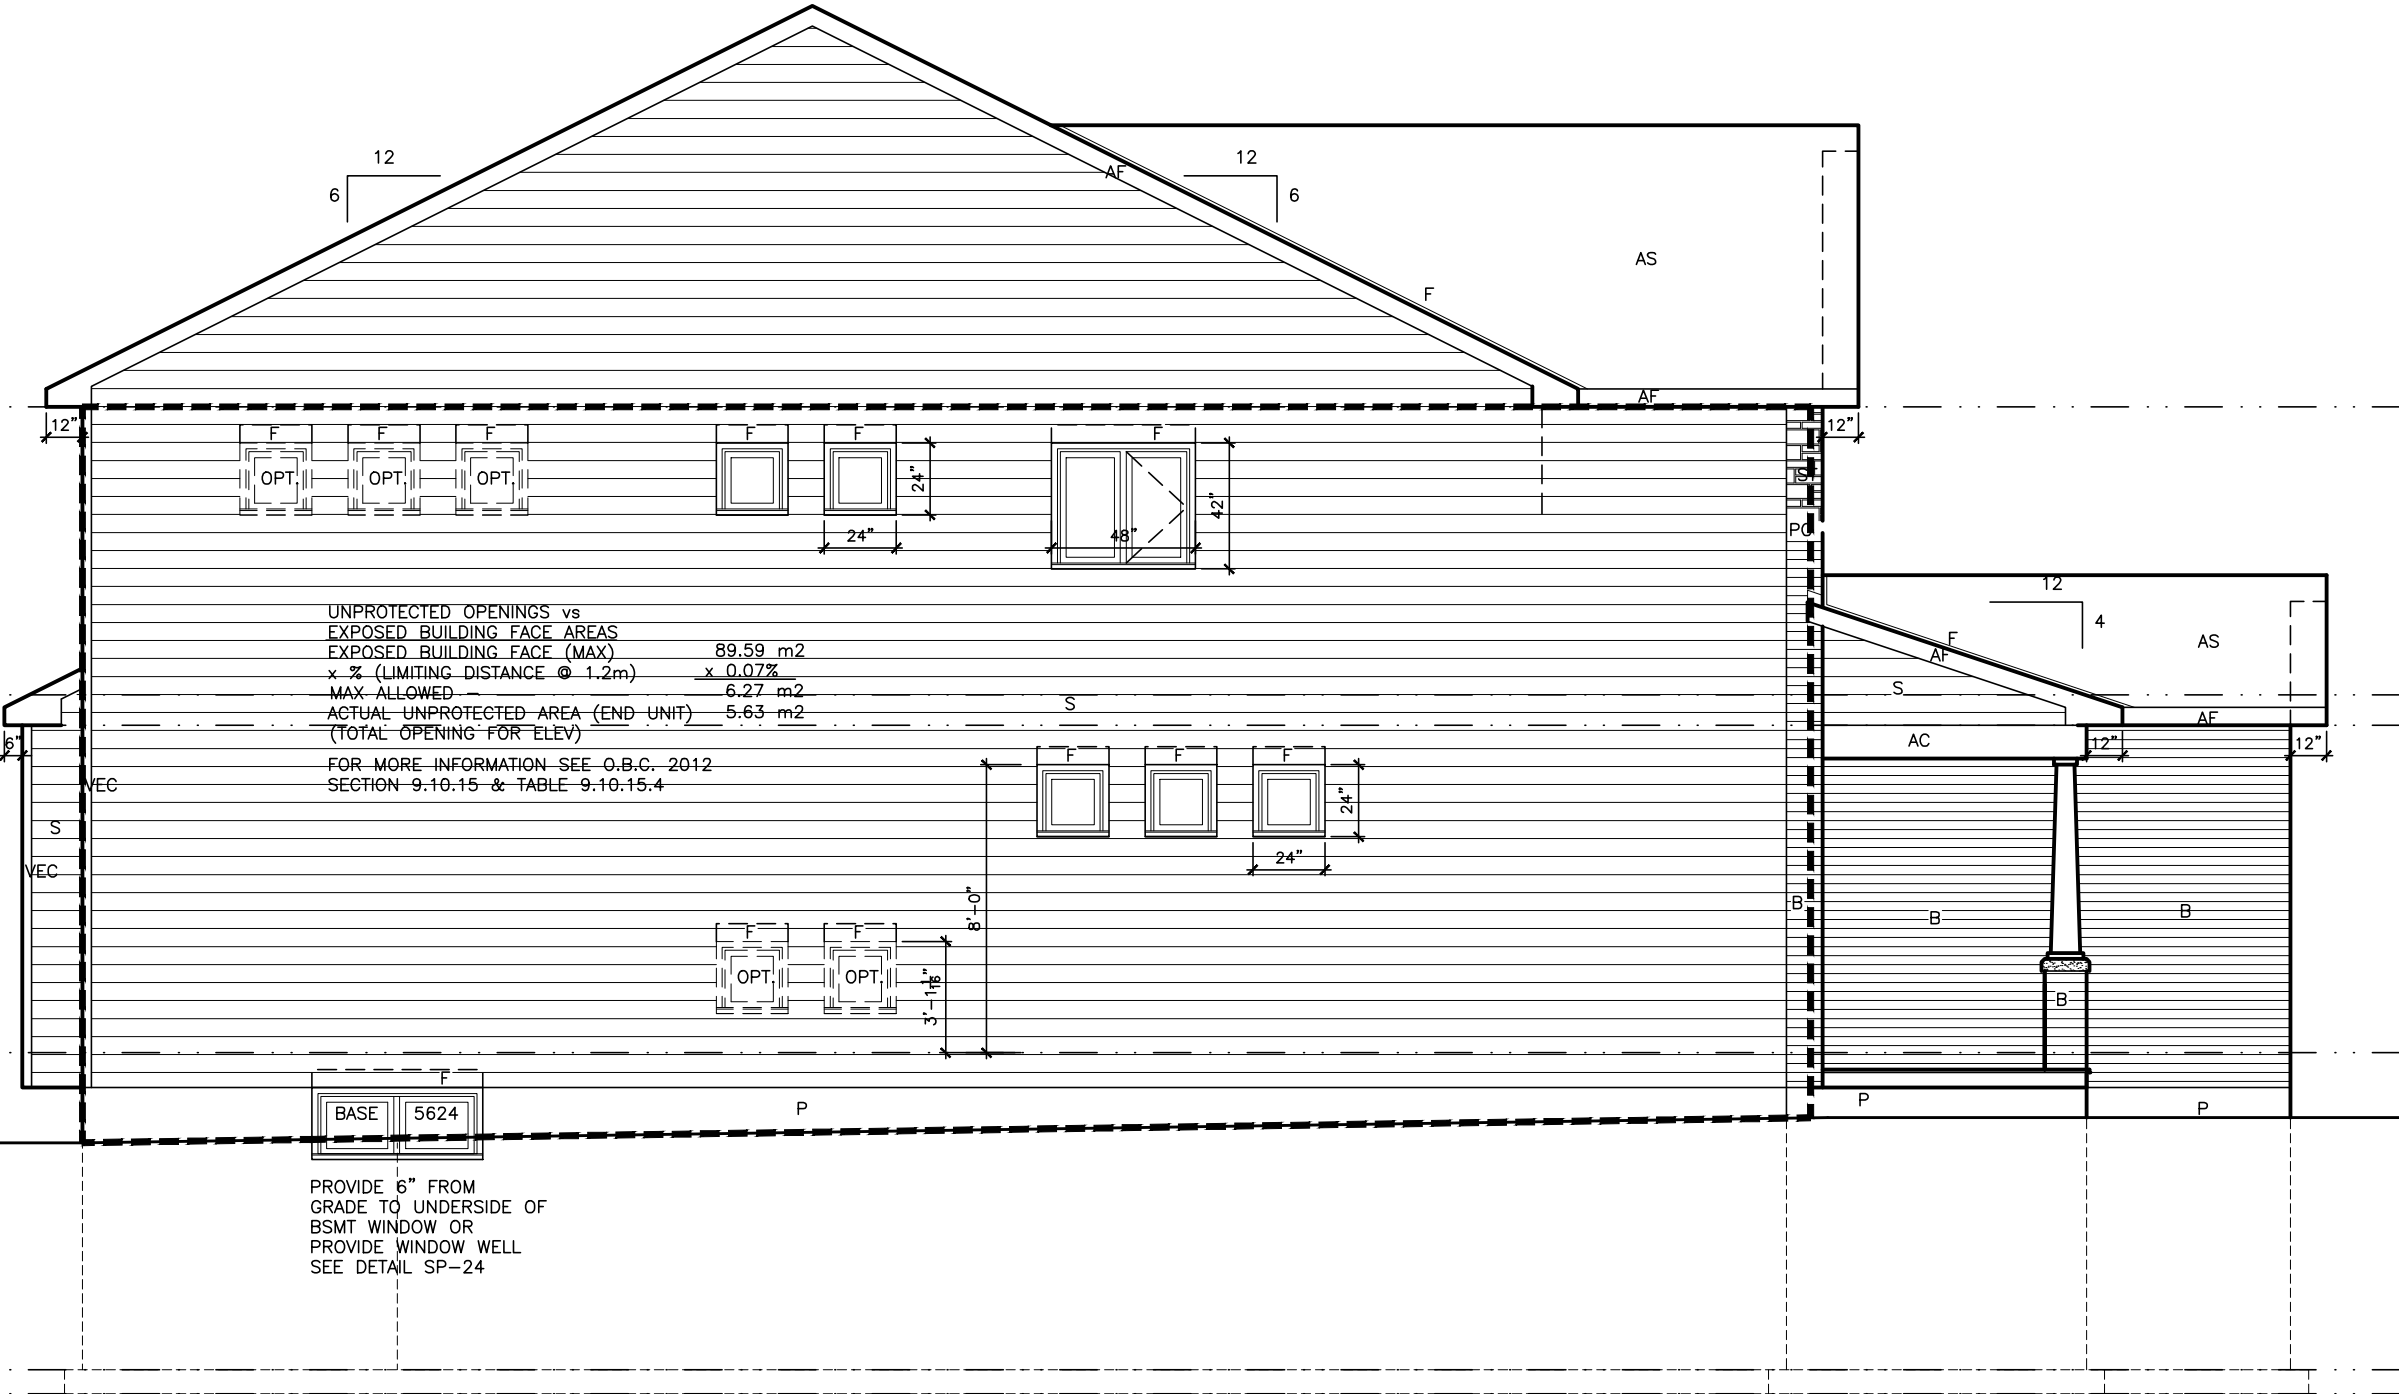 12
12
AF
6
6
AS
F
AF
12"
F
F
F
F
F
F
12"
OPT.
OPT.
OPT.
24"
ST
42"
PC
24"
48"
12
4
UNPROTECTED OPENINGS vs
EXPOSED BUILDING FACE AREAS
EXPOSED BUILDING FACE (MAX) 89.59 m2
x % (LIMITING DISTANCE @ 1.2m) x 0.07%
MAX ALLOWED - 6.27 m2
ACTUAL UNPROTECTED AREA (END UNIT) 5.63 m2
(TOTAL OPENING FOR ELEV)
FOR MORE INFORMATION SEE O.B.C. 2012
SECTION 9.10.15 & TABLE 9.10.15.4
F
AF
AS
S
S
AF
AC
6"
12"
12"
F
F
F
VEC
24"
S
24"
VEC
8'-0"
B
B
B
F
F
OPT.
OPT.
3'-1
B
F
BASE 5624
P
P
P
PROVIDE 6" FROM
GRADE TO UNDERSIDE OF
BSMT WINDOW OR
PROVIDE WINDOW WELL
SEE DETAIL SP-24